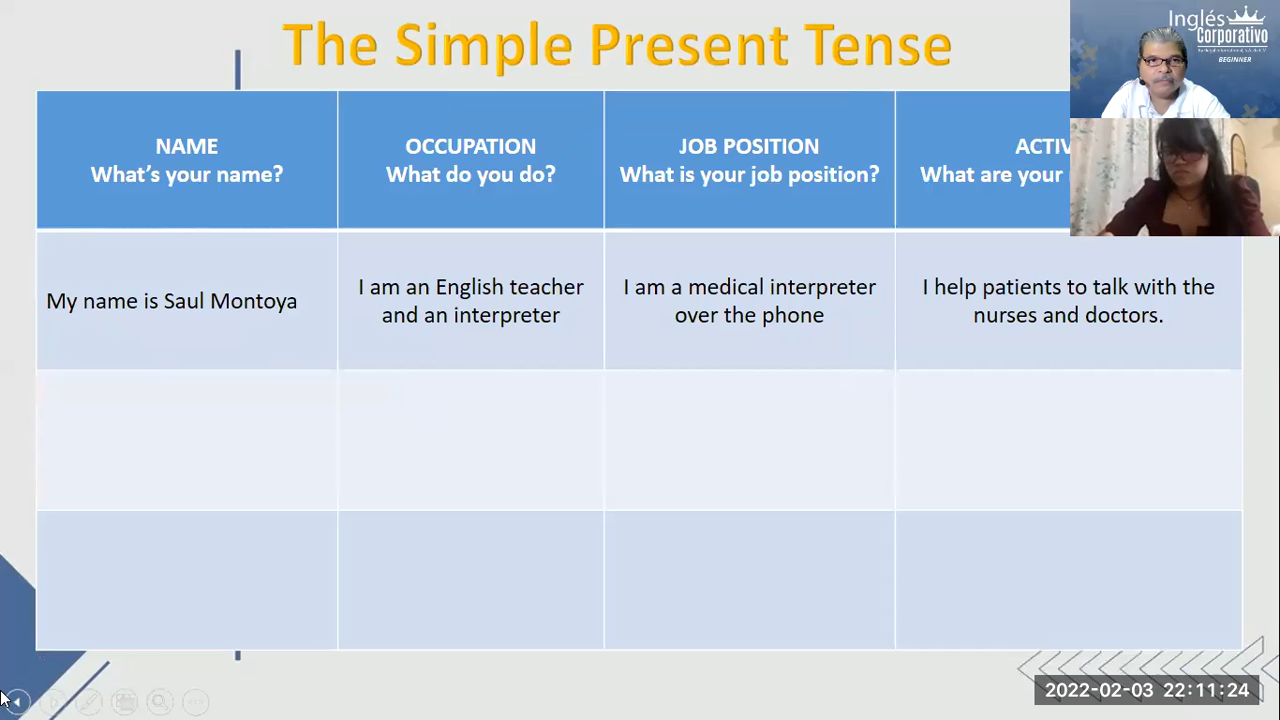 The Simple Present Tense
Inglés
Corporativo
BEGINNER
NAME
What's your name?
OCCUPATION
What do you do?
JOB POSITION
What is your job position?
ACTIV
What are your
My name is Saul Montoya
I am an English teacher
and an interpreter
I am a medical interpreter
over the phone
I help patients to talk with the
nurses and doctors.
2022-02-03 22:11:24